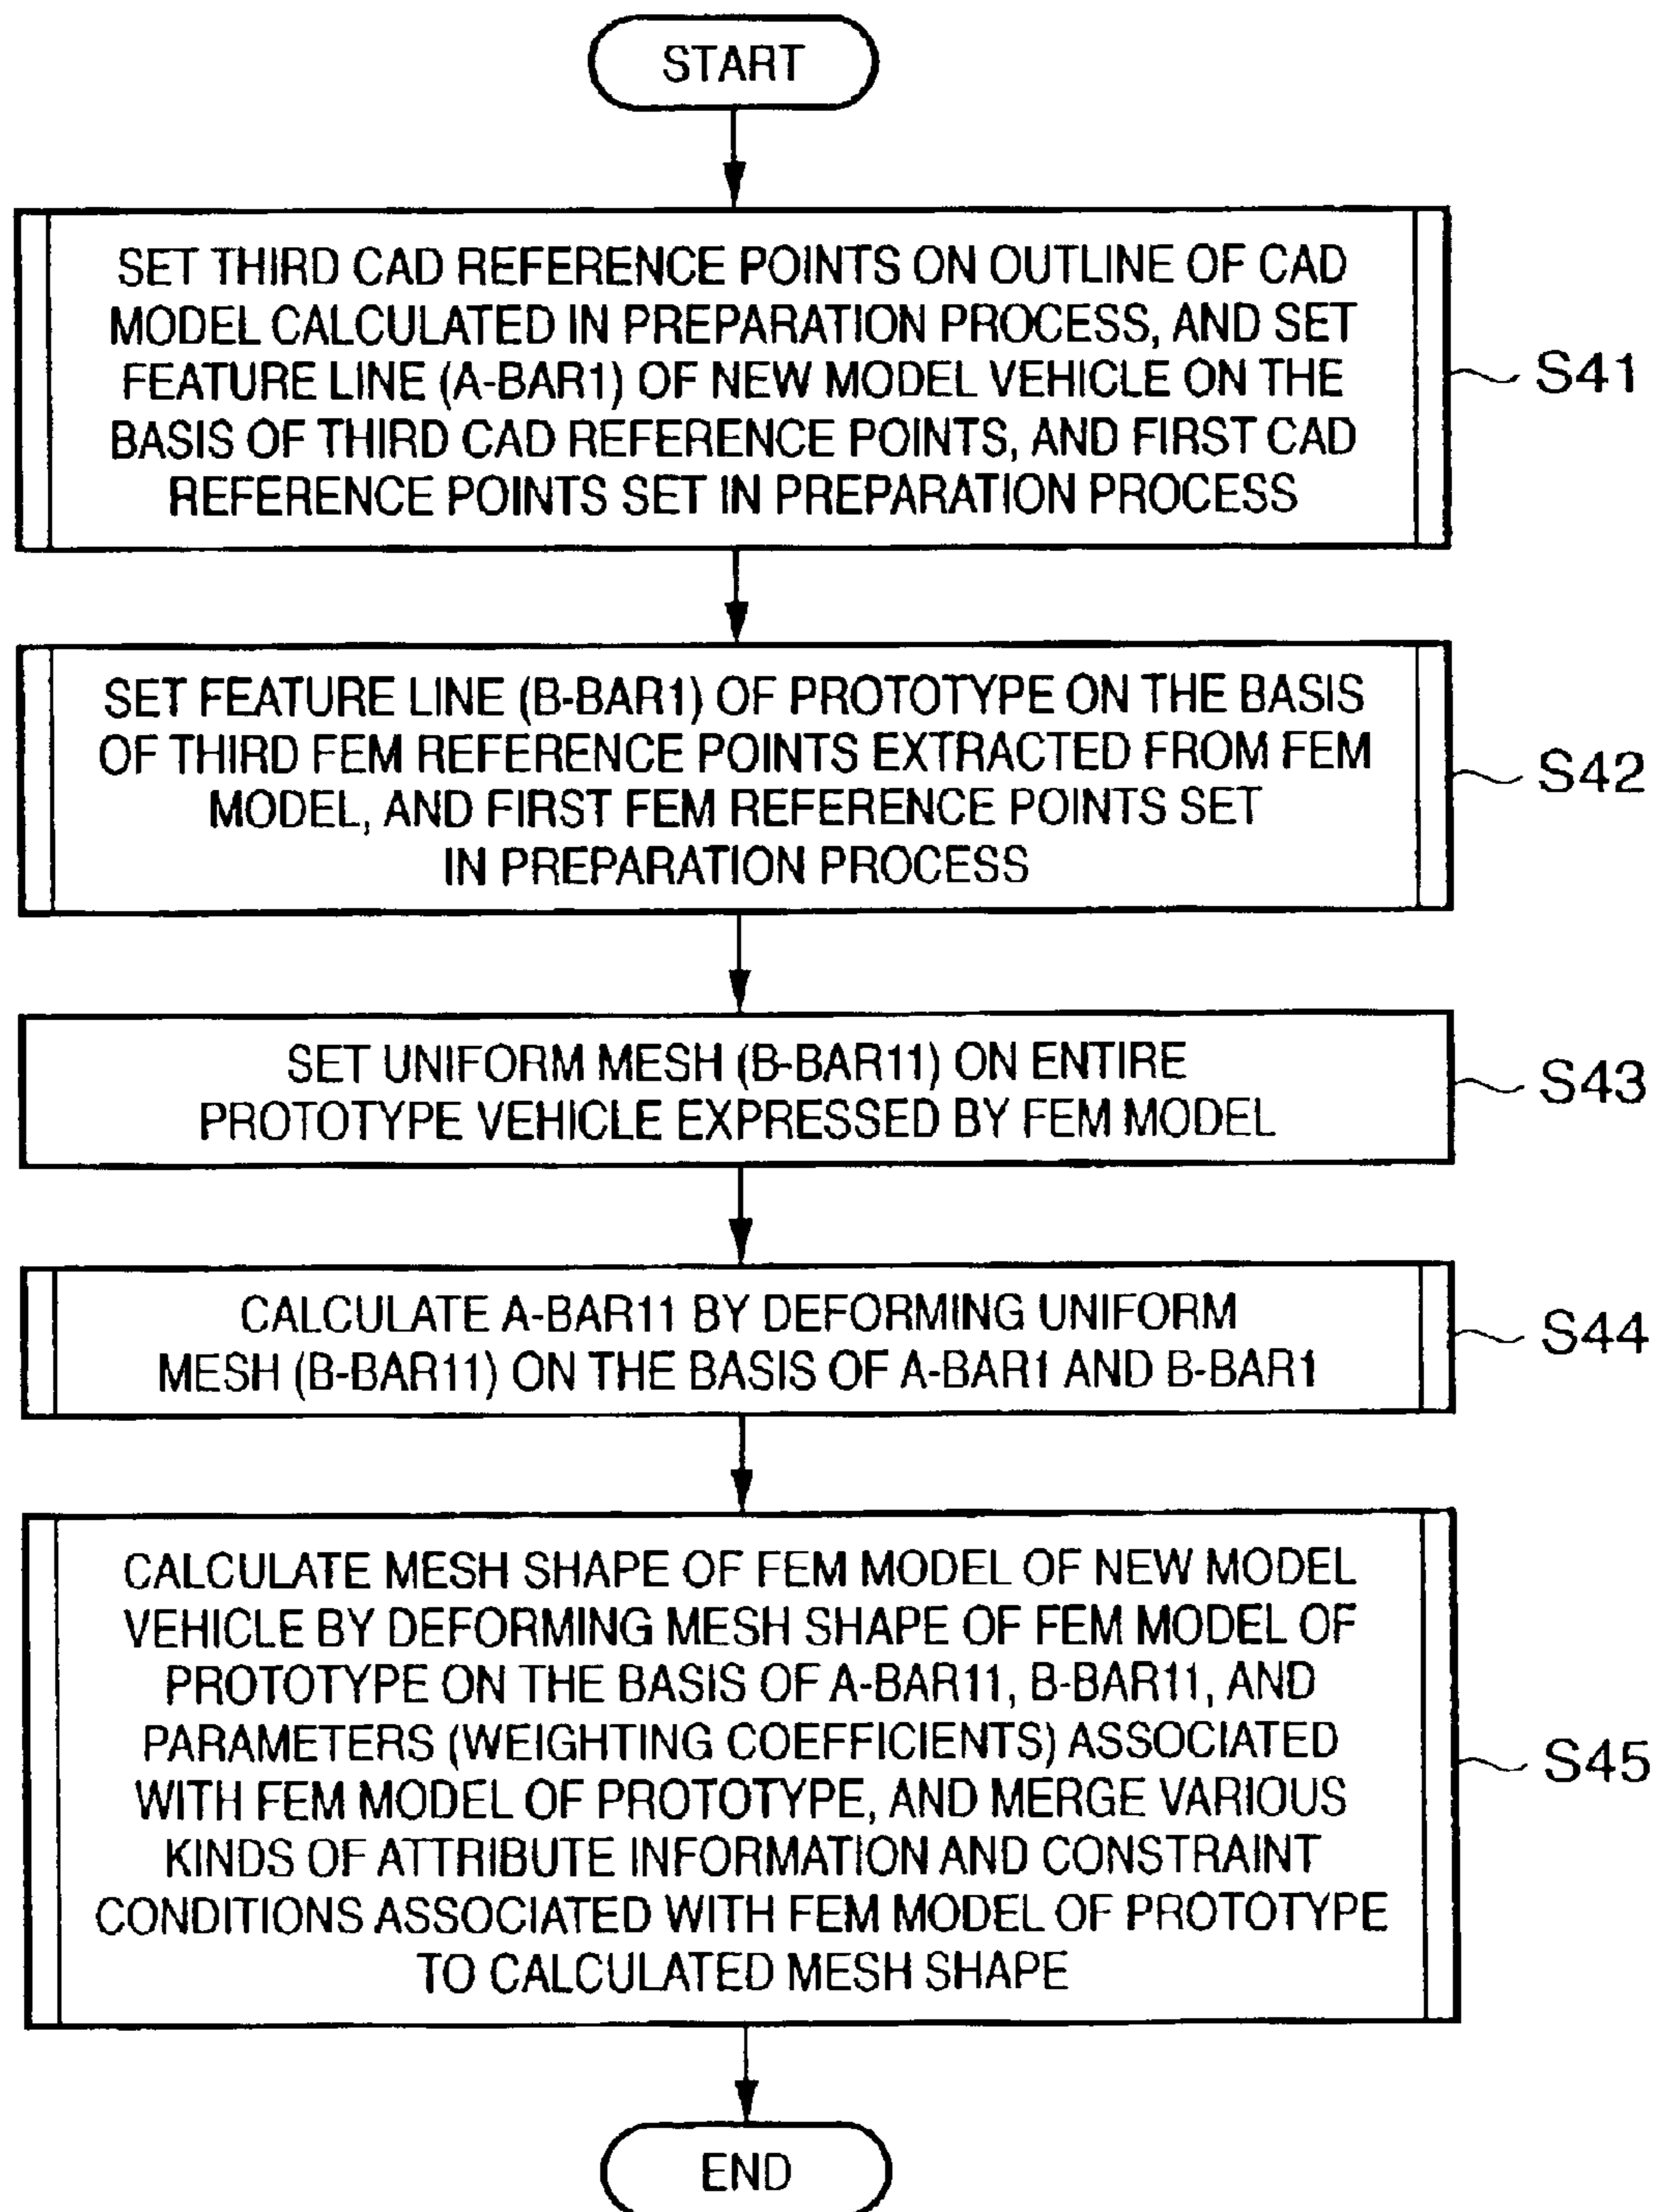 START
SET THIRD CAD REFERENCE POINTS ON OUTLINE OF CAD
MODEL CALCULATED IN PREPARATION PROCESS, AND SET
FEATURE LINE (A-BAR1) OF NEW MODEL VEHICLE ON THE
BASIS OF THIRD CAD REFERENCE POINTS, AND FIRST CAD
REFERENCE POINTS SET IN PREPARATION PROCESS
S41
SET FEATURE LINE (B-BAR1) OF PROTOTYPE ON THE BASIS
OF THIRD FEM REFERENCE POINTS EXTRACTED FROM FEM
MODEL, AND FIRST FEM REFERENCE POINTS SET
IN PREPARATION PROCESS
S42
SET UNIFORM MESH (B-BAR11) ON ENTIRE
PROTOTYPE VEHICLE EXPRESSED BY FEM MODEL
S43
CALCULATE A-BAR11 BY DEFORMING UNIFORM
MESH (B-BAR11) ON THE BASIS OF A-BAR1 AND B-BAR1
S44
CALCULATE MESH SHAPE OF FEM MODEL OF NEW MODEL
VEHICLE BY DEFORMING MESH SHAPE OF FEM MODEL OF
PROTOTYPE ON THE BASIS OF A-BAR11, B-BAR11, AND
PARAMETERS (WEIGHTING COEFFICIENTS) ASSOCIATED
WITH FEM MODEL OF PROTOTYPE, AND MERGE VARIOUS
KINDS OF ATTRIBUTE INFORMATION AND CONSTRAINT
CONDITIONS ASSOCIATED WITH FEM MODEL OF PROTOTYPE
TO CALCULATED MESH SHAPE
S45
END